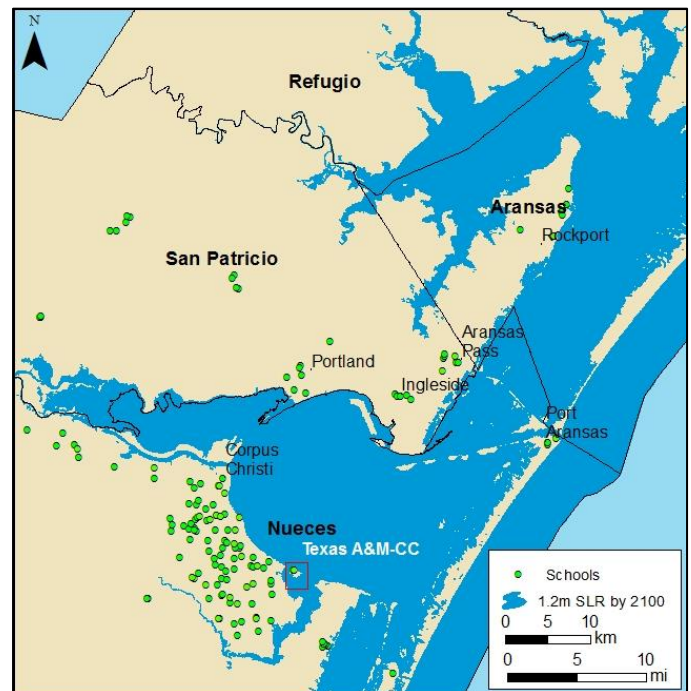 N
Refugio
Aransas
Rockport
San Patricio
Aransas
Pass
Portland
Ingleside
Port
Aransas
Corpus
Christi
Nueces
Texas A&M-CC
Schools
1.2m SLR by 2100
0 5 10
km
0 5 10
mi